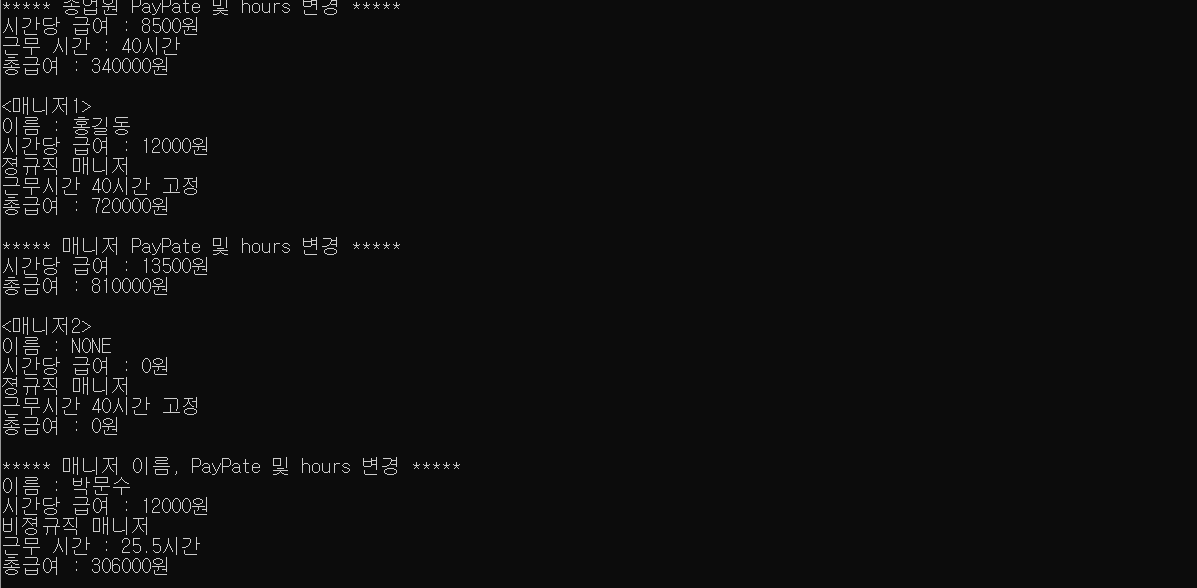 ***** 종업원 PayPate 및 hours 변경 *****
시간당 급여 : 8500원
근무 시간 : 40시간
총급여 : 340000원
<매니저1>
이름 : 홍길동
시간당 급여 : 12000원
졍규직 매니저
근무시간 40시간 고정
총급여 : 720000원
***** 매니저 PayPate 및 hours 변경 *****
시간당 급여 : 13500원
총급여 : 810000원
<매니저2>
이름 : NONE
시간당 급여 : 0원
졍규직 매니저
근무시간 40시간 고정
총급여 : 0원
***** 매니저 이름, PayPate 및 hours 변경 *****
이름 : 박문수
시간당 급여 : 12000원
비졍규직 매니저
근무 시간 : 25.5시간
총급여 : 306000원